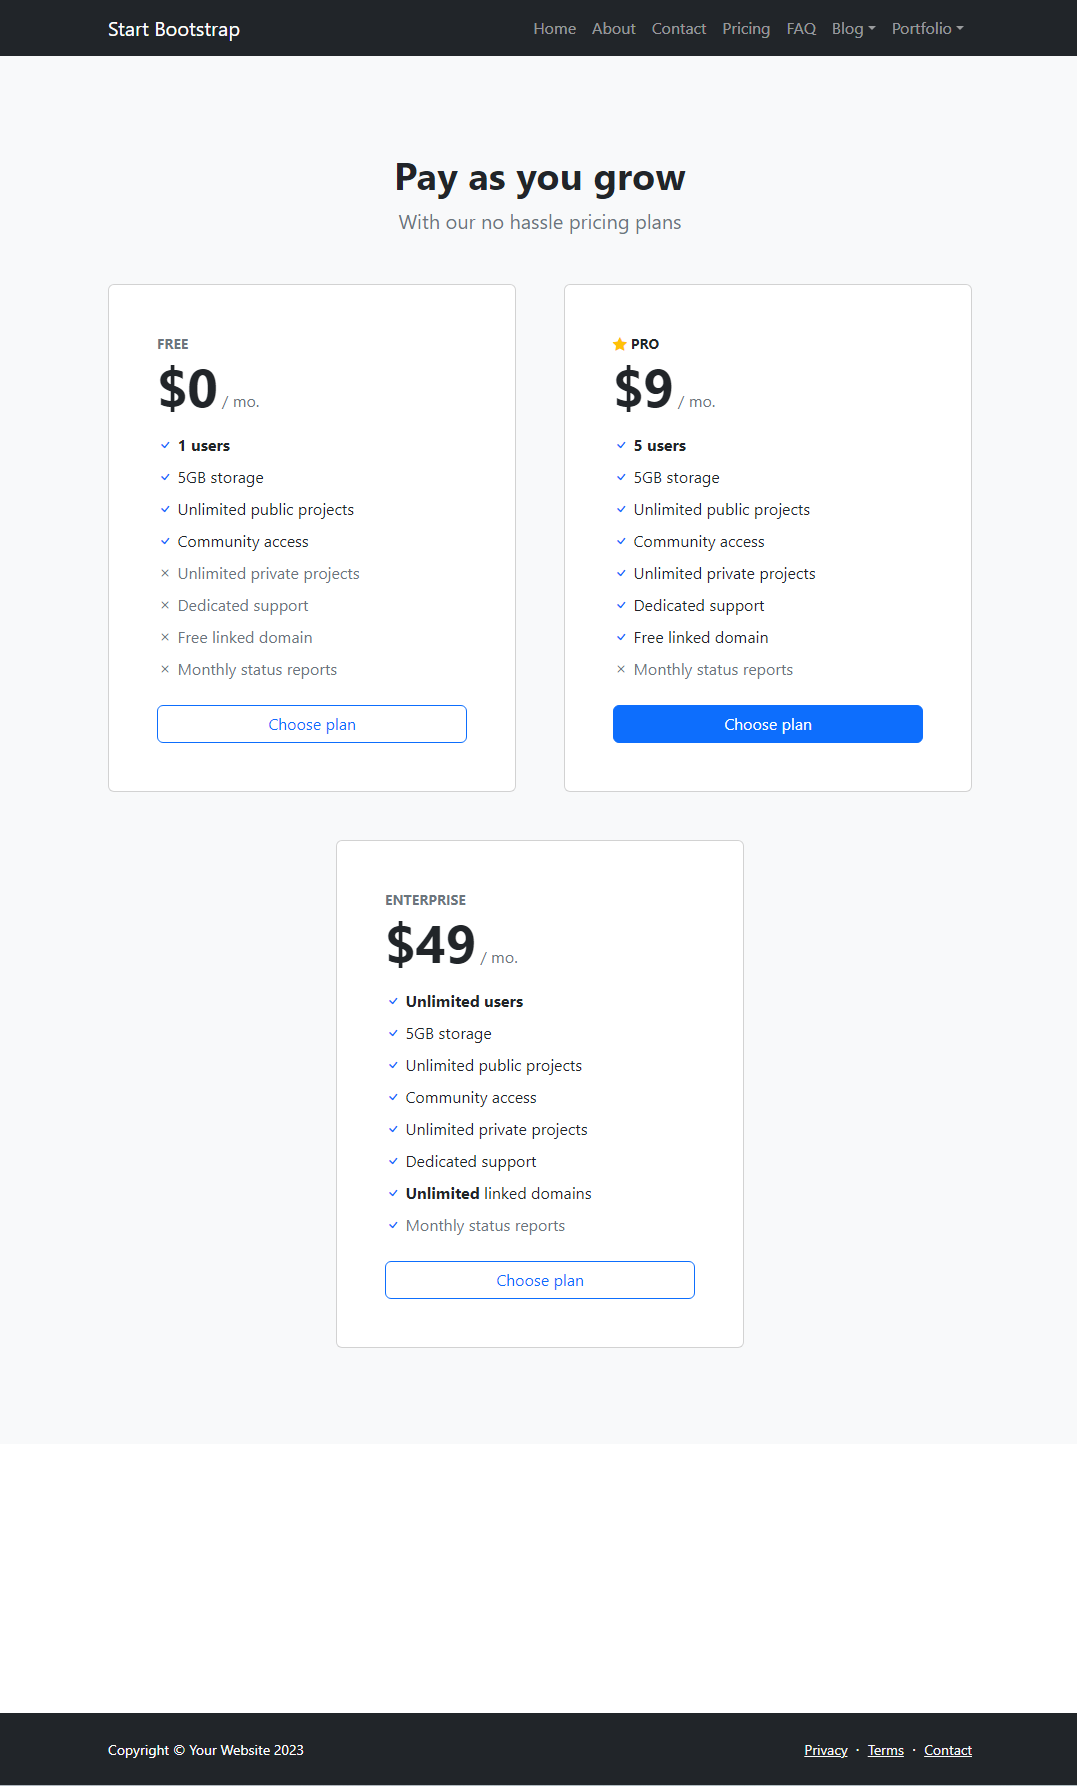 Start Bootstrap
Home About Contact Pricing FAQ Blog Portfolio
Pay as you grow
With our no hassle pricing plans
FREE
$0 / mo.
1 users
5GB storage
Unlimited public projects
Community access
Unlimited private projects
Dedicated support
Free linked domain
Monthly status reports
Choose plan
PRO
$9 / mo.
5 users
5GB storage
Unlimited public projects
Community access
Unlimited private projects
Dedicated support
Free linked domain
Monthly status reports
Choose plan
ENTERPRISE
$49 / mo.
Unlimited users
5GB storage
Unlimited public projects
Community access
Unlimited private projects
Dedicated support
Unlimited linked domains
Monthly status reports
Choose plan
Copyright © Your Website 2023
Privacy · Terms · Contact